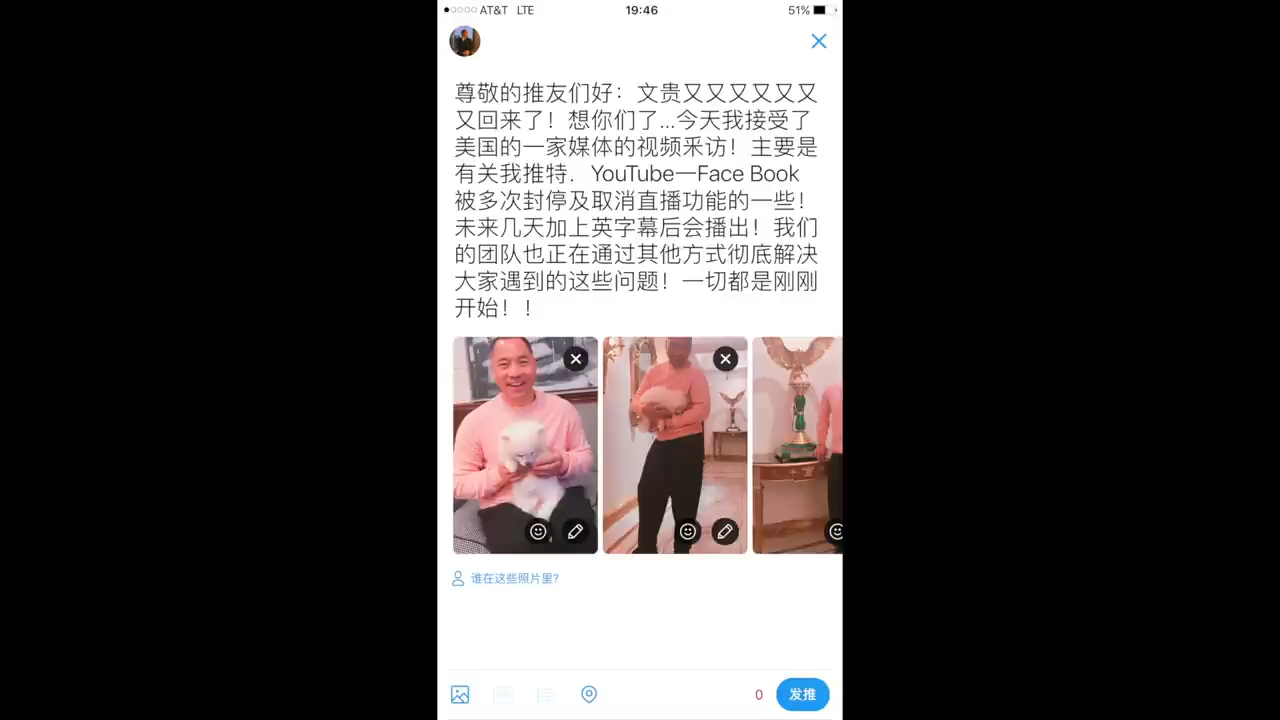 AT&T LTE 19:46 51%
尊敬的推友们好：文贵又又又又又又
又回来了！想你们了...今天我接受了
美国的一家媒体的视频采访！主要是
有关我推特．YouTube—Face Book
被多次封停及取消直播功能的一些！
未来几天加上英字幕后会播出！我们
的团队也正在通过其他方式彻底解决
大家遇到的这些问题！一切都是刚刚
开始！！
谁在这些照片里?
0 发推